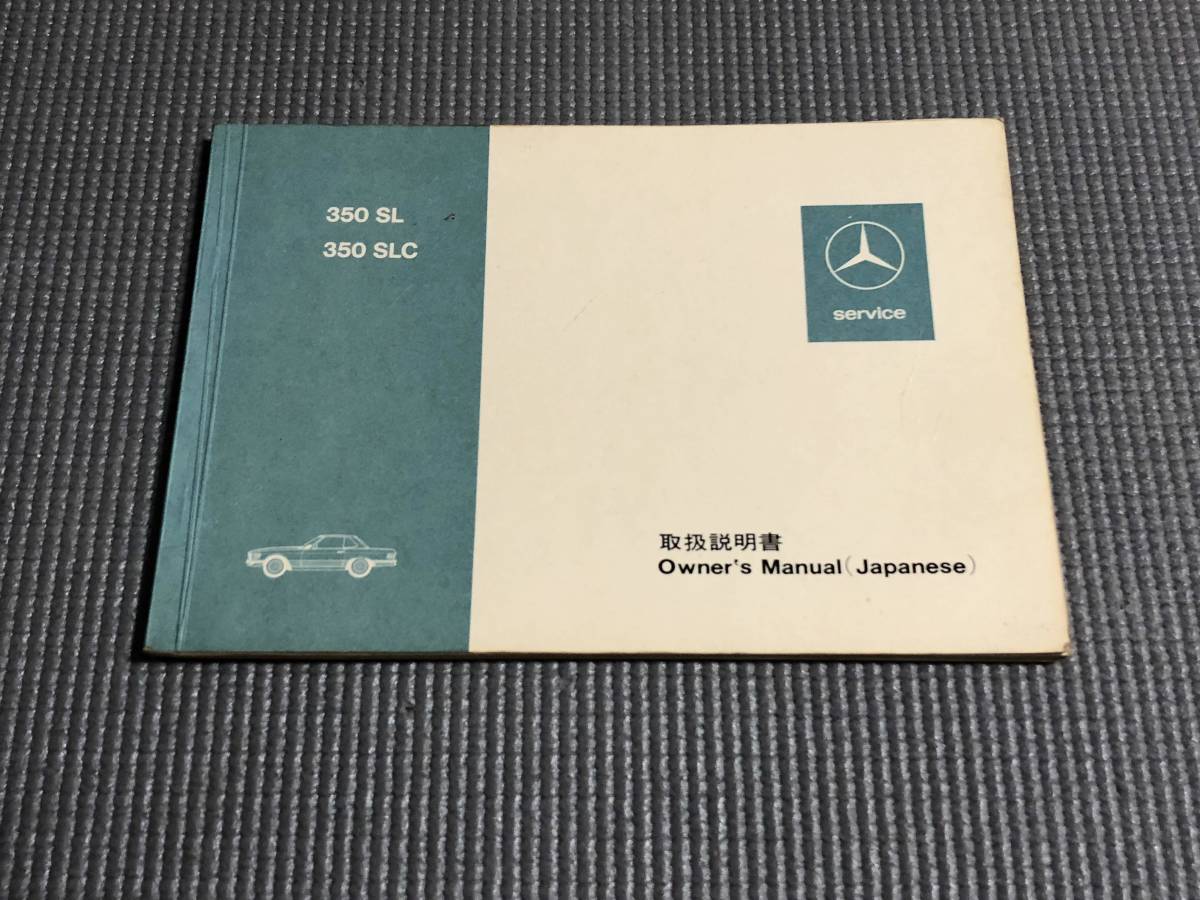 350 SL
350 SLC
service
取扱説明書
Owner's Manual (Japanese)